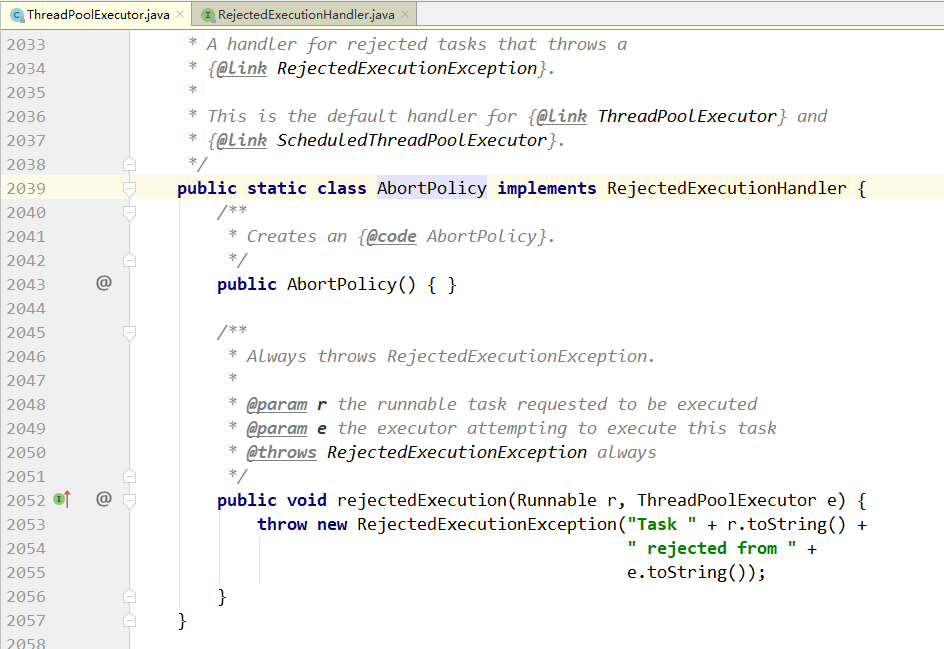 ThreadPoolExecutor.java × RejectedExecutionHandler.java ×
2033 * A handler for rejected tasks that throws a
2034 * {@link RejectedExecutionException}.
2035 *
2036 * This is the default handler for {@link ThreadPoolExecutor} and
2037 * {@link ScheduledThreadPoolExecutor}.
2038 */
2039 public static class AbortPolicy implements RejectedExecutionHandler {
2040 /**
2041 * Creates an {@code AbortPolicy}.
2042 */
2043 @ public AbortPolicy() { }
2044
2045 /**
2046 * Always throws RejectedExecutionException.
2047 *
2048 * @param r the runnable task requested to be executed
2049 * @param e the executor attempting to execute this task
2050 * @throws RejectedExecutionException always
2051 */
2052 @ public void rejectedExecution(Runnable r, ThreadPoolExecutor e) {
2053 throw new RejectedExecutionException("Task " + r.toString() +
2054 " rejected from " +
2055 e.toString());
2056 }
2057 }
2058